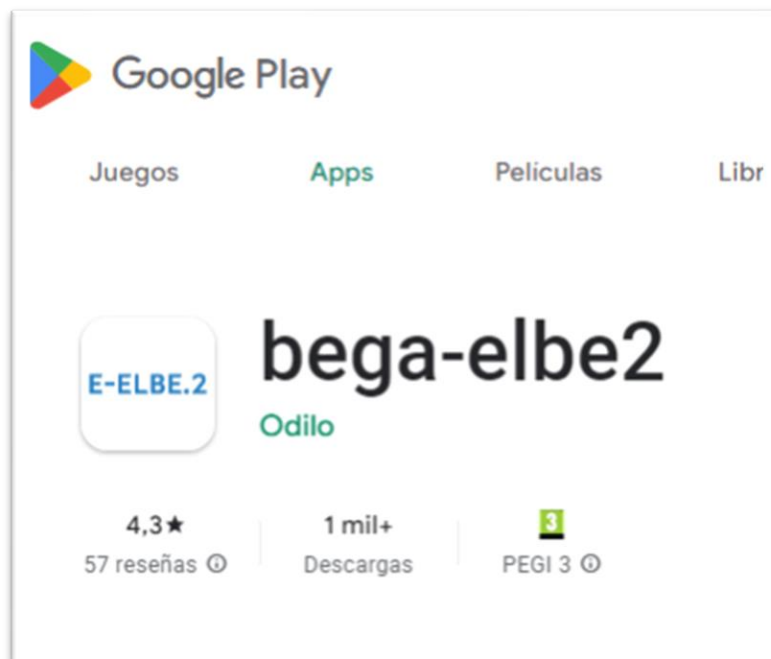 Google Play
Juegos Apps Películas Libr
E-ELBE.2
bega-elbe2
Odilo
4,3★ 1 mil+ 3
57 reseñas Descargas PEGI 3